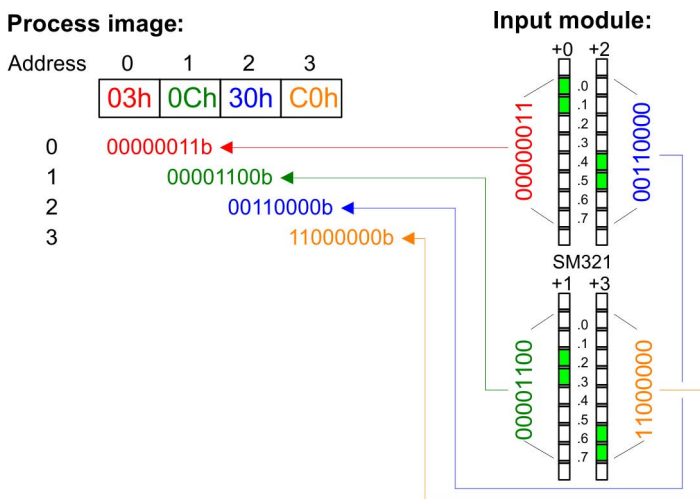 Process image:
Input module:
Address 0 1 2 3
03h 0Ch 30h C0h
0 00000011b
1 00001100b
2 00110000b
3 11000000b
+0 +2
.0
.1
.2
.3
.4
.5
.6
.7
00000011
00110000
SM321
+1 +3
.0
.1
.2
.3
.4
.5
.6
.7
00001100
11000000